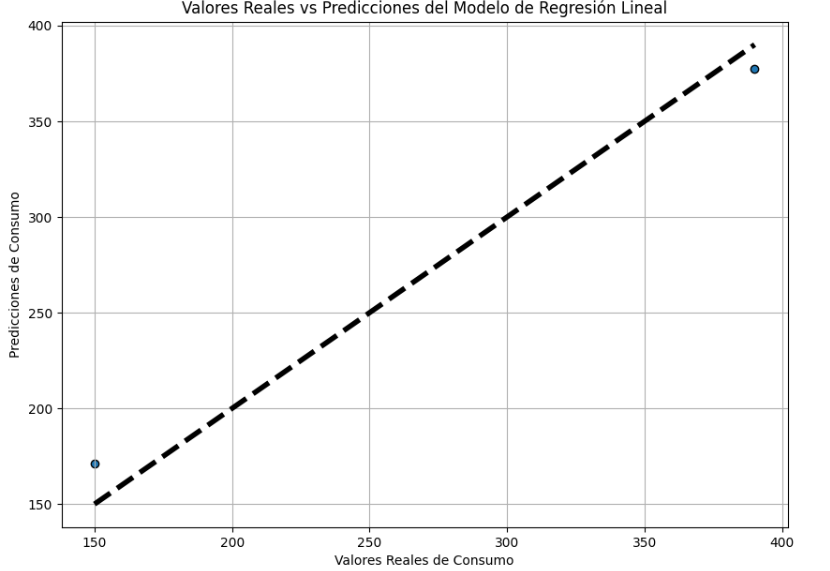 Valores Reales vs Predicciones del Modelo de Regresión Lineal
400
350
300
250
200
150
Predicciones de Consumo
150 200 250 300 350 400
Valores Reales de Consumo